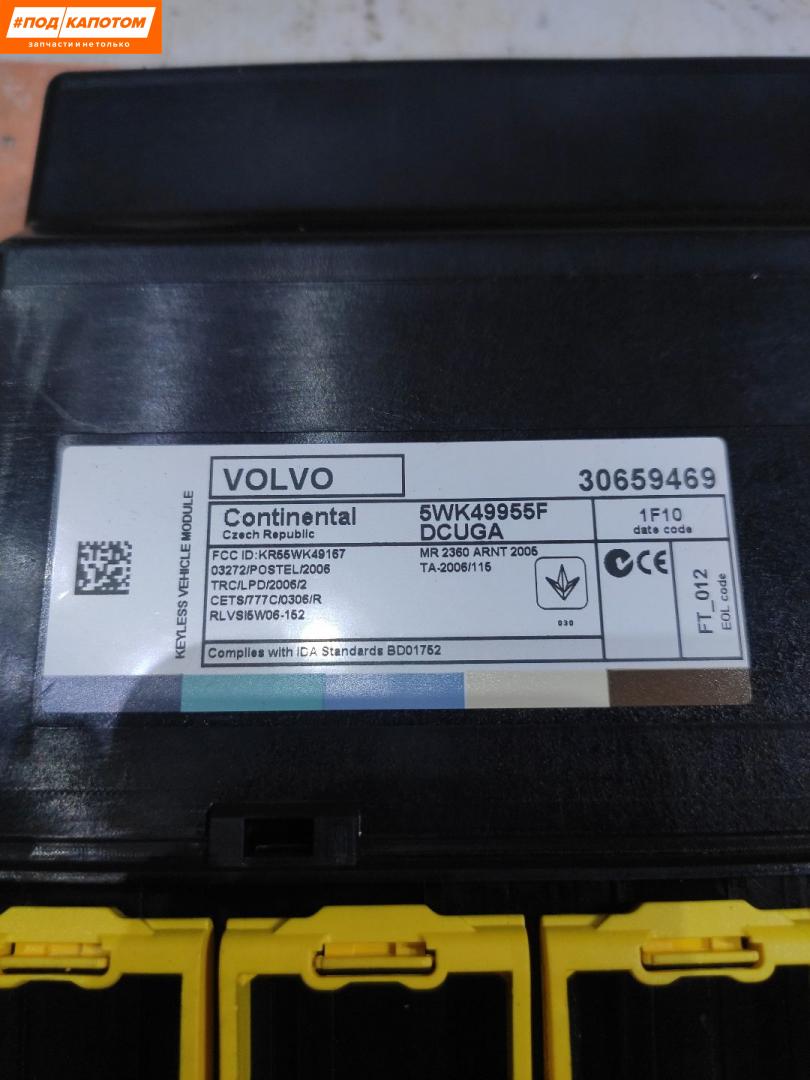 #ПОД КАПОТОМ
запчасти и не только
VOLVO
30659469
Continental
Czech Republic
5WK49955F
DCUGA
1F10
date code
KEYLESS VEHICLE MODULE
FCC ID:KR55WK49167
03272/POSTEL/2006
TRC/LPD/2006/2
CETS/777C/0306/R
RLVSI5W06-152
MR 2360 ARNT 2005
TA-2006/115
030
CE
FT_012
EOL code
Complies with IDA Standards BD01752